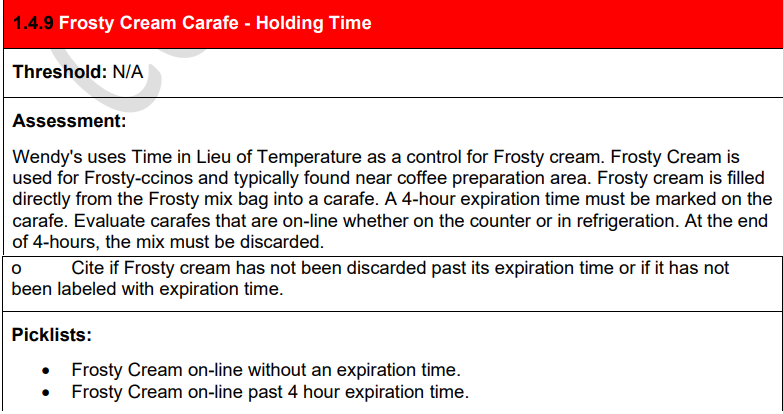 1.4.9 Frosty Cream Carafe - Holding Time
Threshold: N/A
Assessment:
Wendy's uses Time in Lieu of Temperature as a control for Frosty cream. Frosty Cream is
used for Frosty-ccinos and typically found near coffee preparation area. Frosty cream is filled
directly from the Frosty mix bag into a carafe. A 4-hour expiration time must be marked on the
carafe. Evaluate carafes that are on-line whether on the counter or in refrigeration. At the end
of 4-hours, the mix must be discarded.
o Cite if Frosty cream has not been discarded past its expiration time or if it has not
been labeled with expiration time.
Picklists:
• Frosty Cream on-line without an expiration time.
• Frosty Cream on-line past 4 hour expiration time.